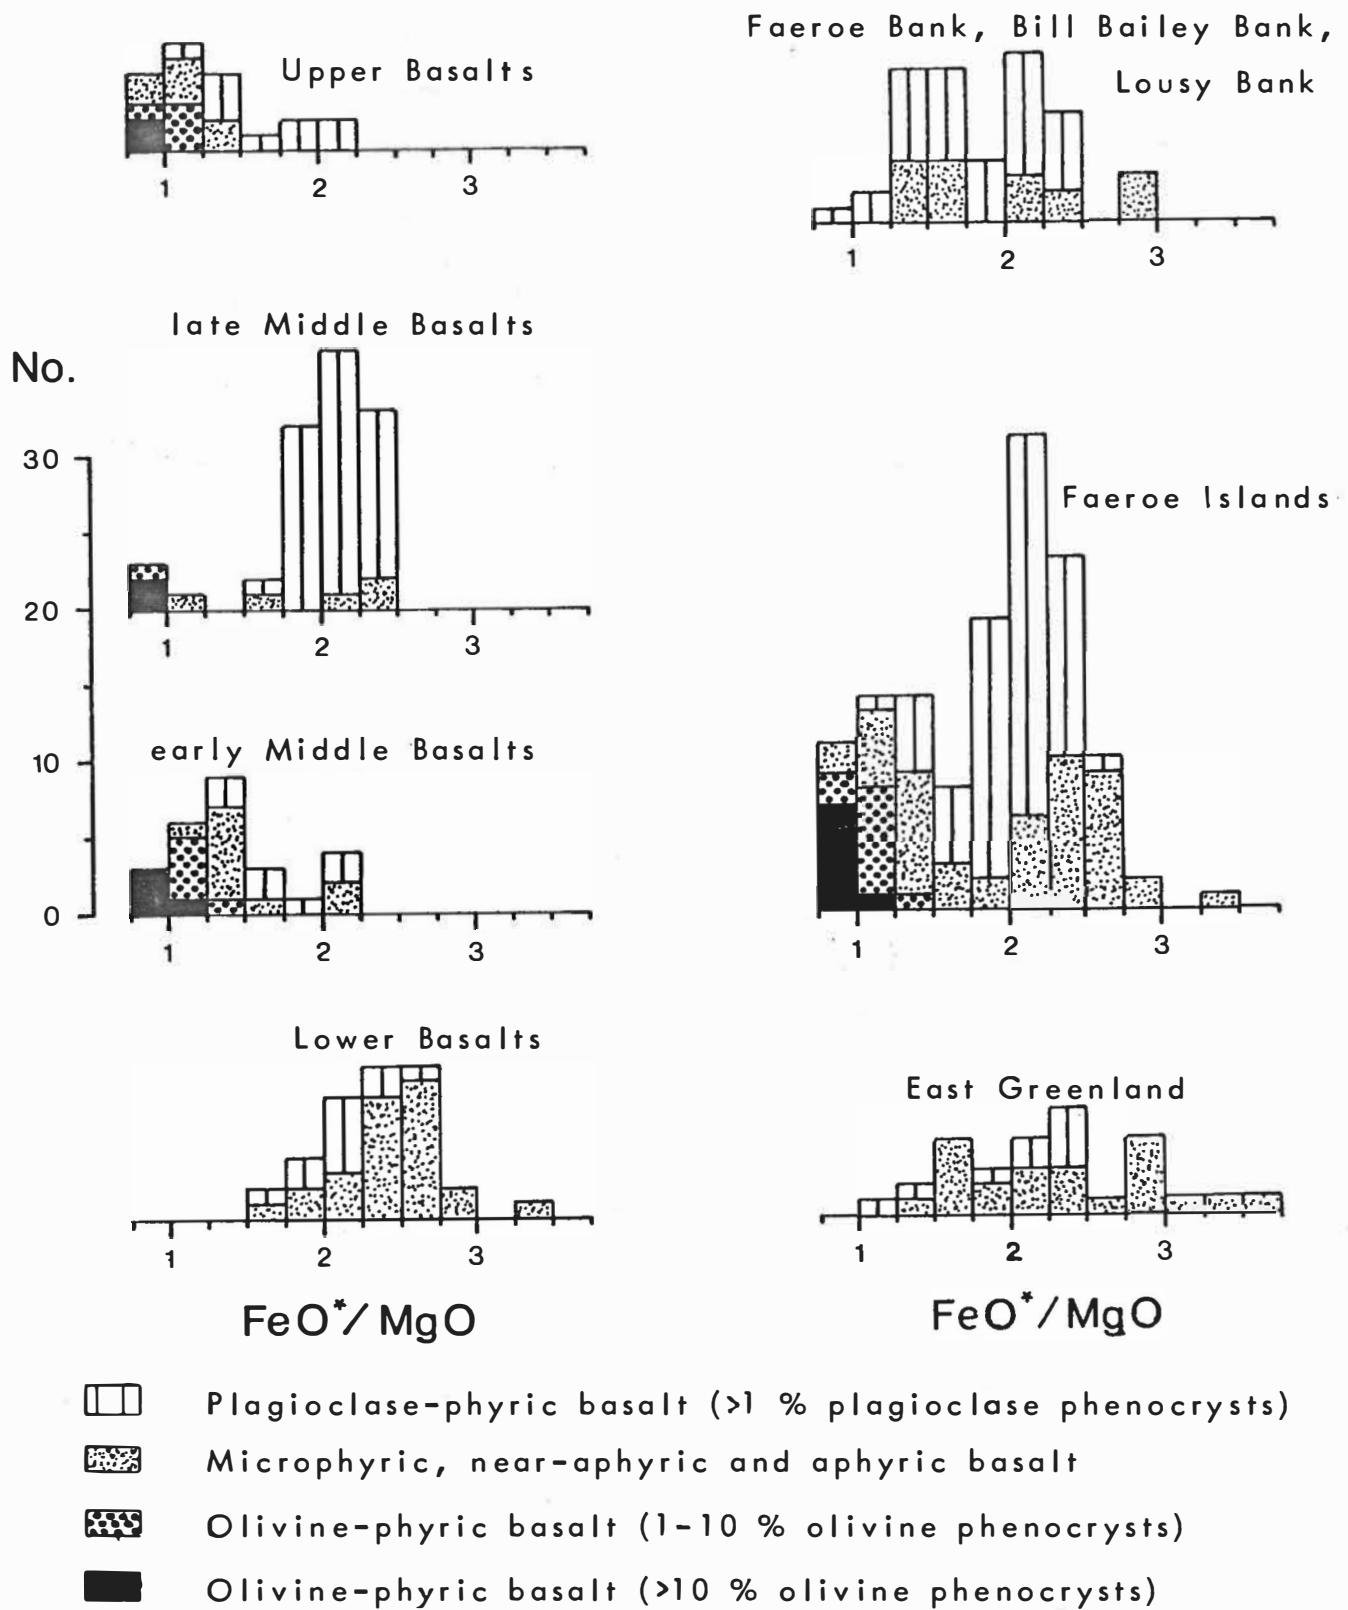 Upper Basalts
1 2 3
Faeroe Bank, Bill Bailey Bank,
Lousy Bank
1 2 3
late Middle Basalts
No.
30
20
10
0
1 2 3
early Middle Basalts
1 2 3
Faeroe Islands
1 2 3
Lower Basalts
1 2 3
FeO*/MgO
East Greenland
1 2 3
FeO*/MgO
Plagioclase-phyric basalt (>1 % plagioclase phenocrysts)
Microphyric, near-aphyric and aphyric basalt
Olivine-phyric basalt (1-10 % olivine phenocrysts)
Olivine-phyric basalt (>10 % olivine phenocrysts)